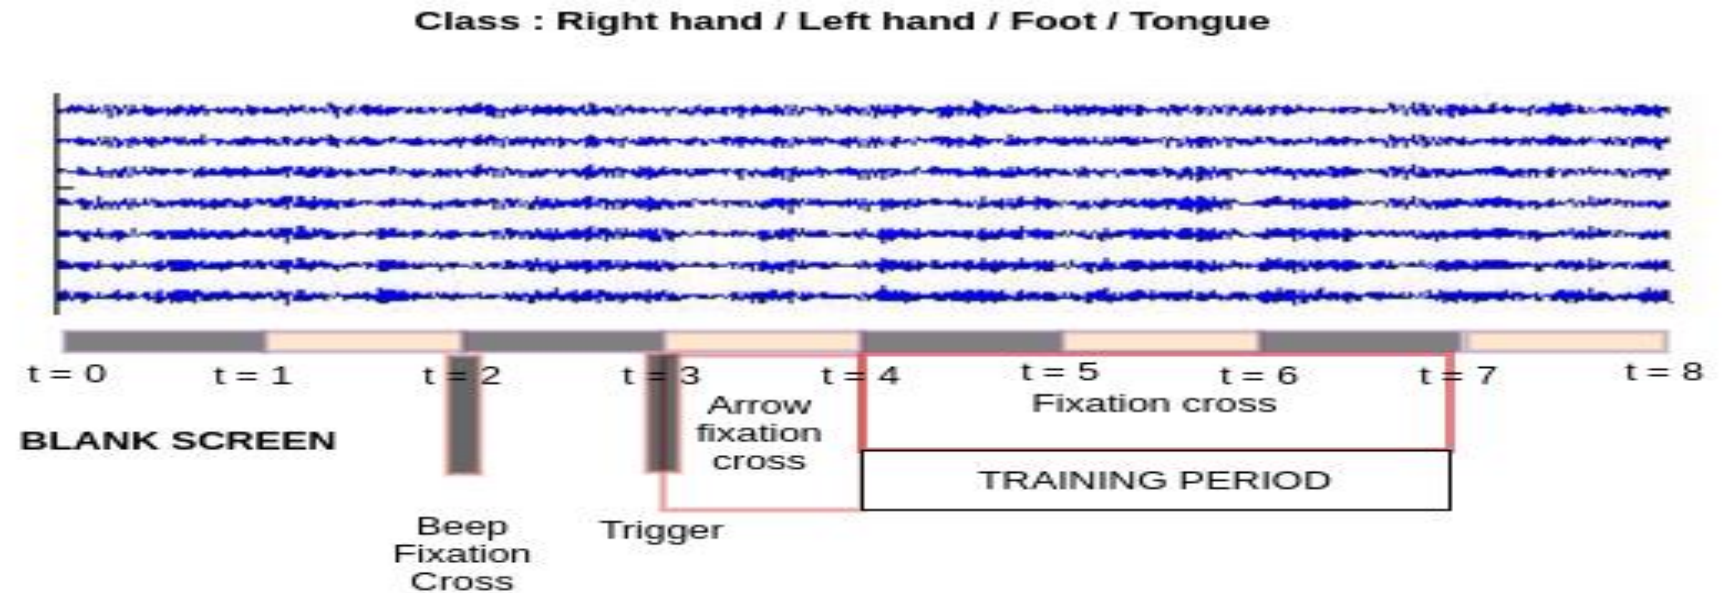 Class : Right hand / Left hand / Foot / Tongue
t = 0
t = 1
t = 2
t = 3
t = 4
t = 5
t = 6
t = 7
t = 8
BLANK SCREEN
Arrow
fixation
cross
Fixation cross
TRAINING PERIOD
Beep
Fixation
Cross
Trigger